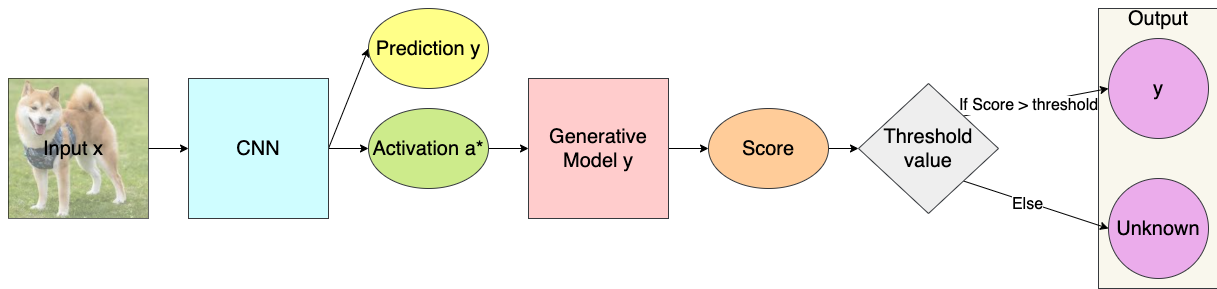 Input x
CNN
Prediction y
Activation a*
Generative
Model y
Score
Threshold
value
If Score > threshold
Else
Output
y
Unknown